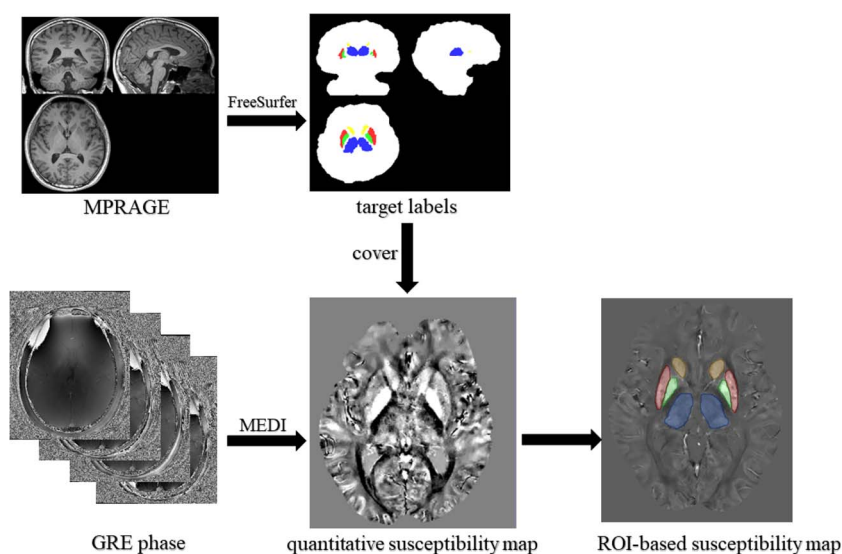 FreeSurfer
MPRAGE
target labels
cover
MEDI
GRE phase
quantitative susceptibility map
ROI-based susceptibility map